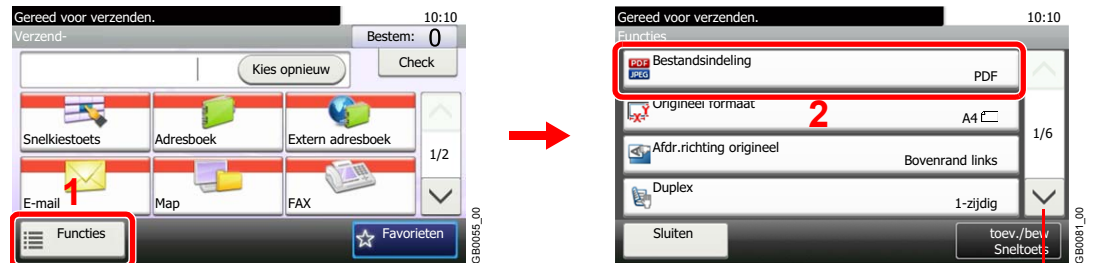 Gereed voor verzenden.
10:10
Verzend-
Bestem: 0
Kies opnieuw
Check
Snelkiestoets
Adresboek
Extern adresboek
1/2
E-mail
Map
FAX
1
Functies
Favorieten
GB0055_00
Gereed voor verzenden.
10:10
Functies
PDF
JPEG
Bestandsindeling
PDF
2
Origineel formaat
A4
1/6
Afdr.richting origineel
Bovenrand links
Duplex
1-zijdig
Sluiten
toev./bew
Sneltoets
GB0081_00